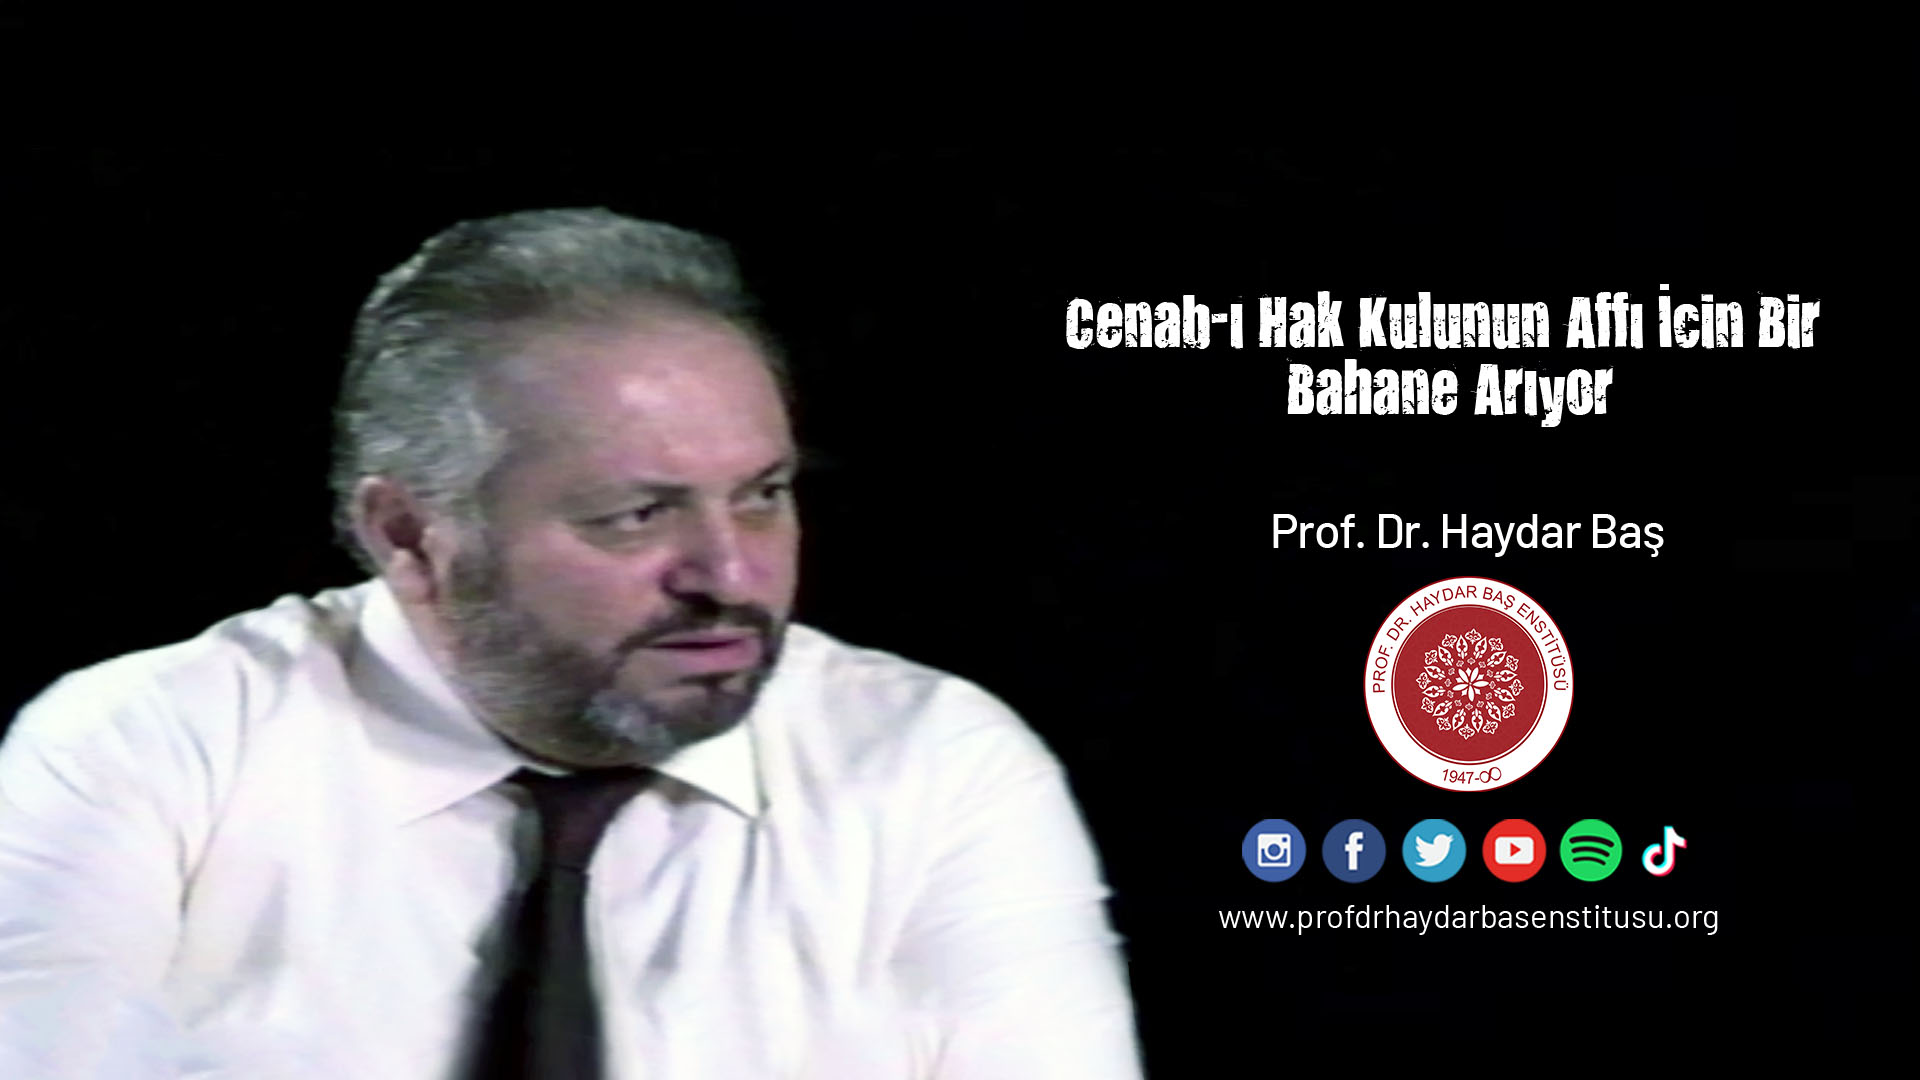 Cenab-ı Hak Kulunun Affı İcin Bir
Bahane Arıyor
Prof. Dr. Haydar Baş
PROF. DR. HAYDAR BAŞ ENSTİTÜSÜ
1947-∞
www.profdrhaydarbasenstitusu.org